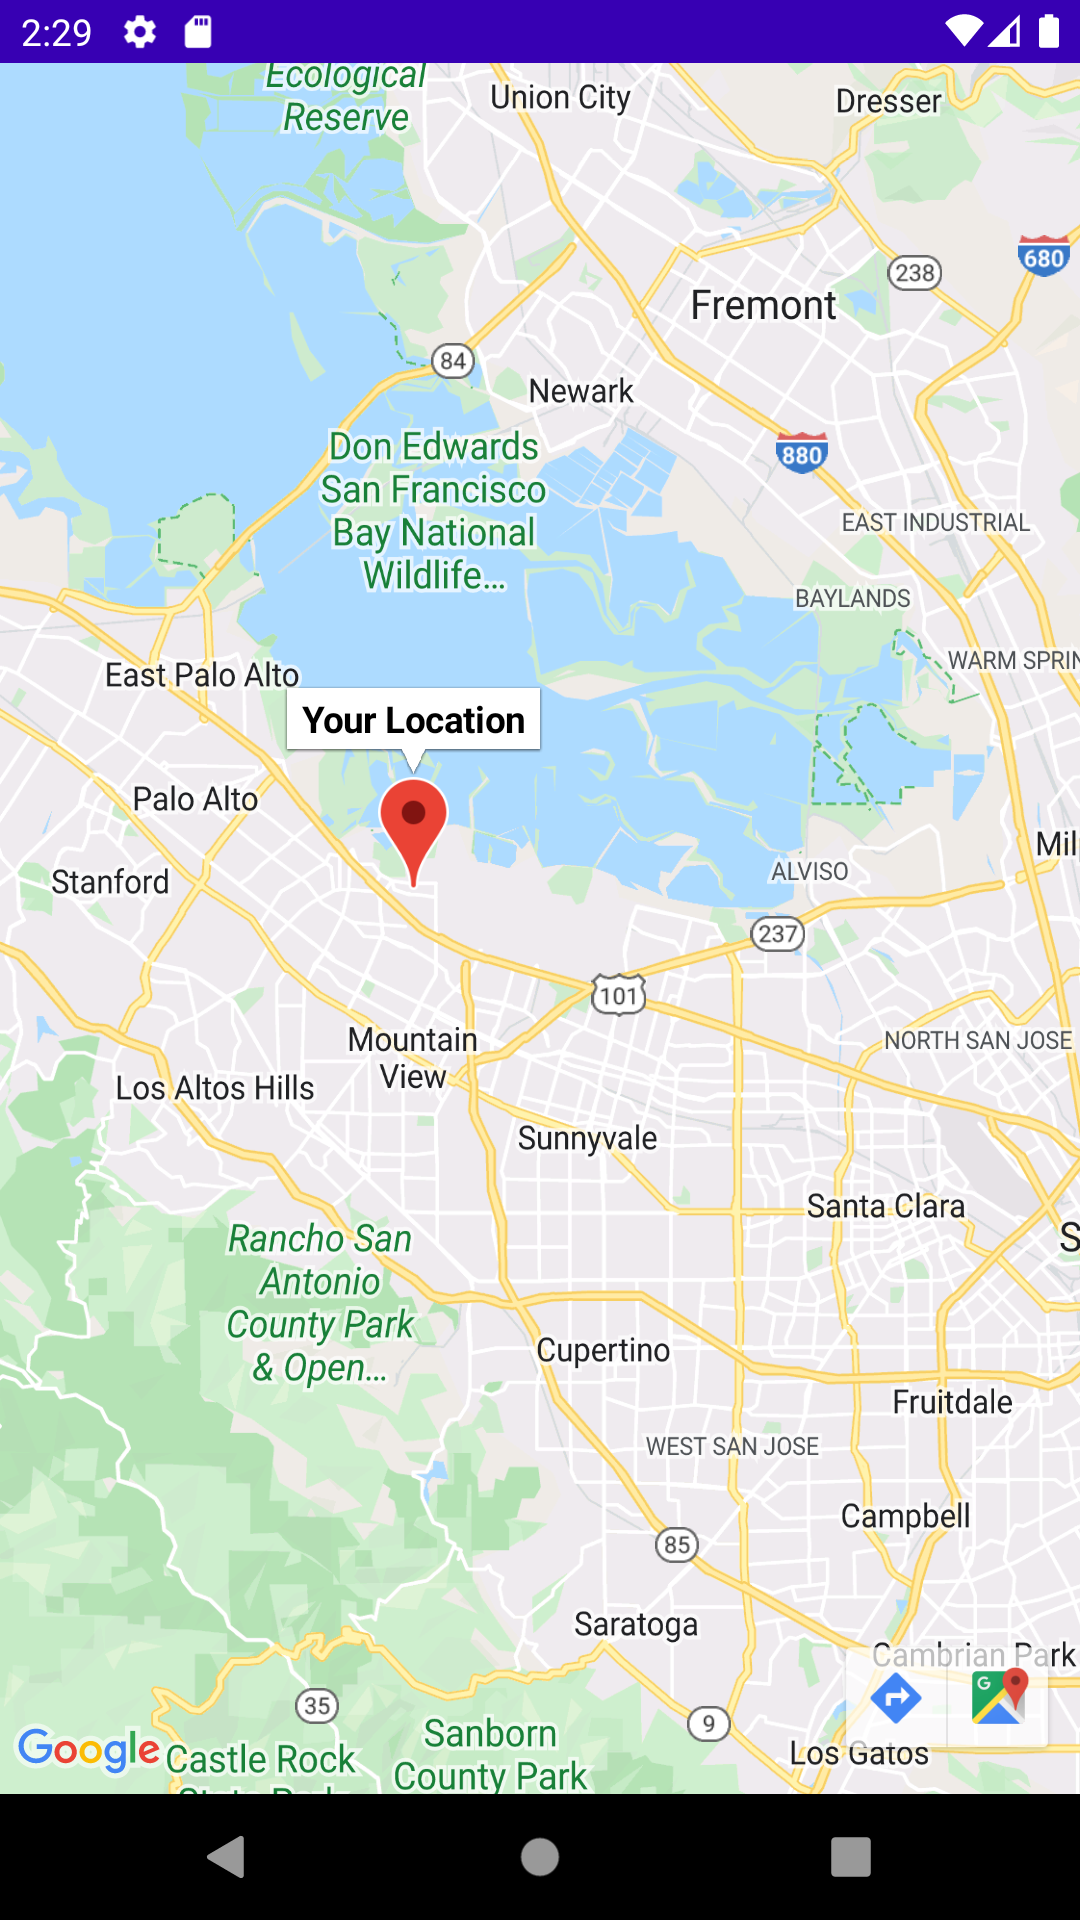 2:29
Ecological
Reserve
Union City
Dresser
680
238
Fremont
84
Newark
Don Edwards
San Francisco
Bay National
Wildlife...
880
EAST INDUSTRIAL
BAYLANDS
WARM SPRIN
East Palo Alto
Your Location
Palo Alto
Mil
Stanford
ALVISO
237
101
Mountain
View
NORTH SAN JOSE
Los Altos Hills
Sunnyvale
Santa Clara
S
Rancho San
Antonio
County Park
& Open...
Cupertino
Fruitdale
WEST SAN JOSE
Campbell
85
Saratoga
Cambrian Park
G
35
9
Sanborn
County Park
Google
Castle Rock
State Park
Los Gatos